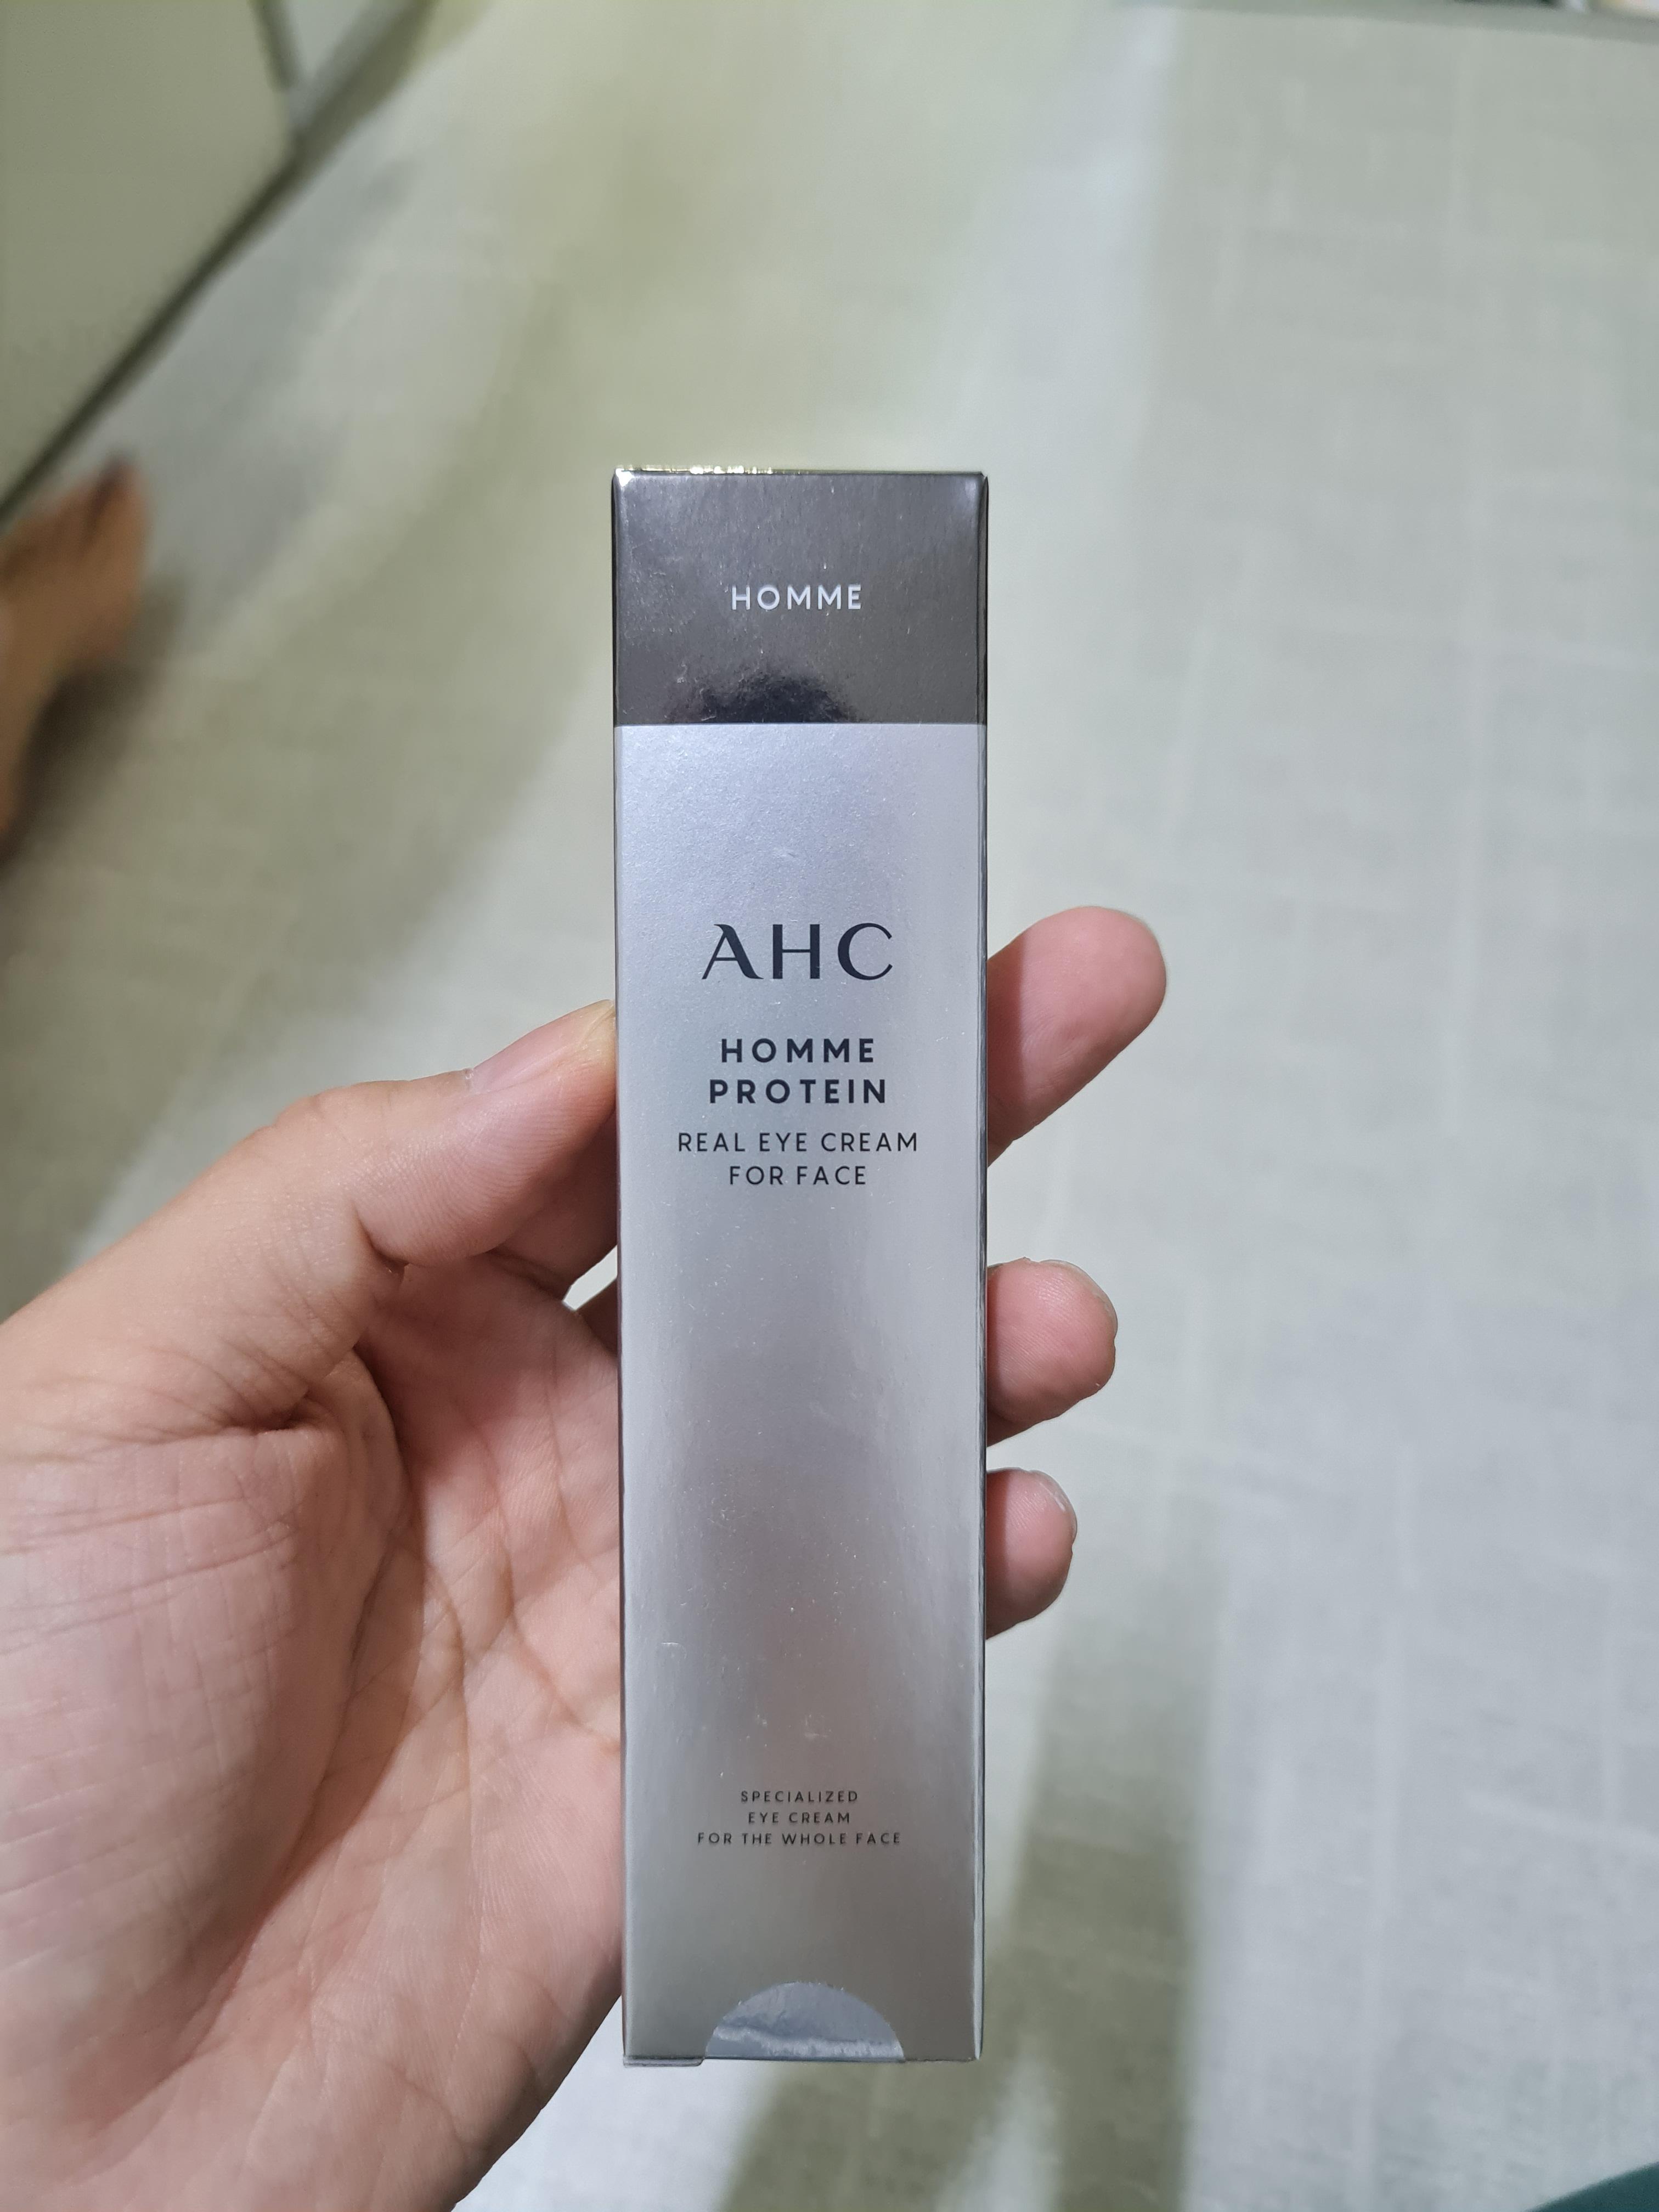 HOMME
AHC
HOMME
PROTEIN
REAL EYE CREAM
FOR FACE
SPECIALIZED
EYE CREAM
FOR THE WHOLE FACE